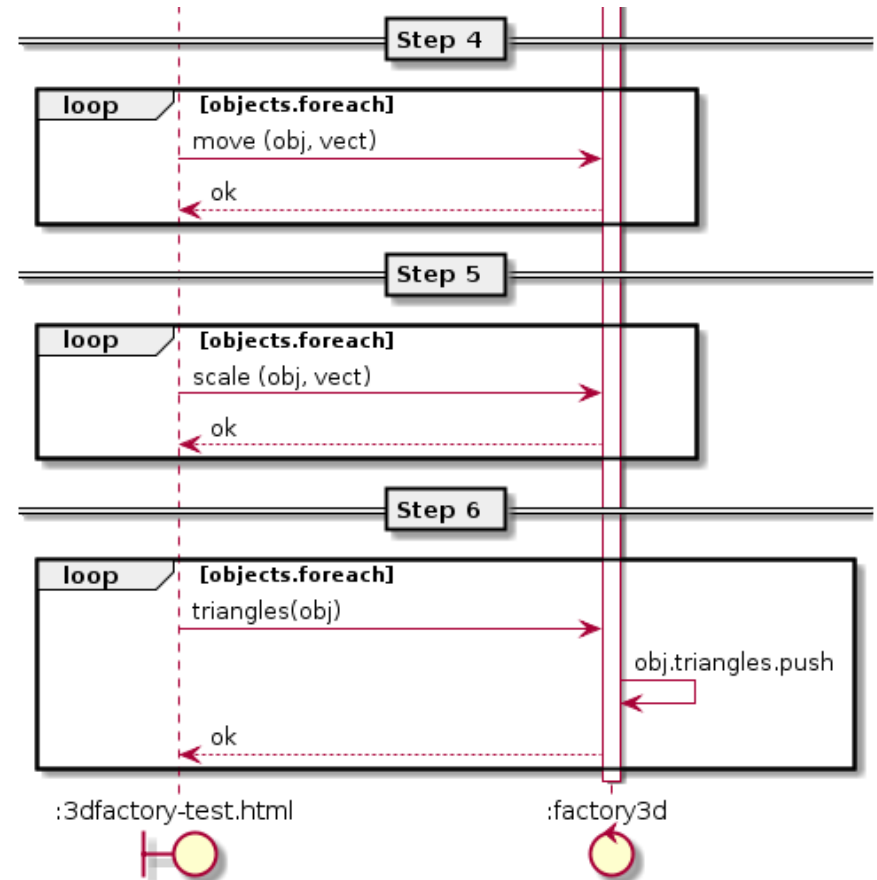 Step 4
loop [objects.foreach]
move (obj, vect)
ok
Step 5
loop [objects.foreach]
scale (obj, vect)
ok
Step 6
loop [objects.foreach]
triangles(obj)
obj.triangles.push
ok
:3dfactory-test.html :factory3d